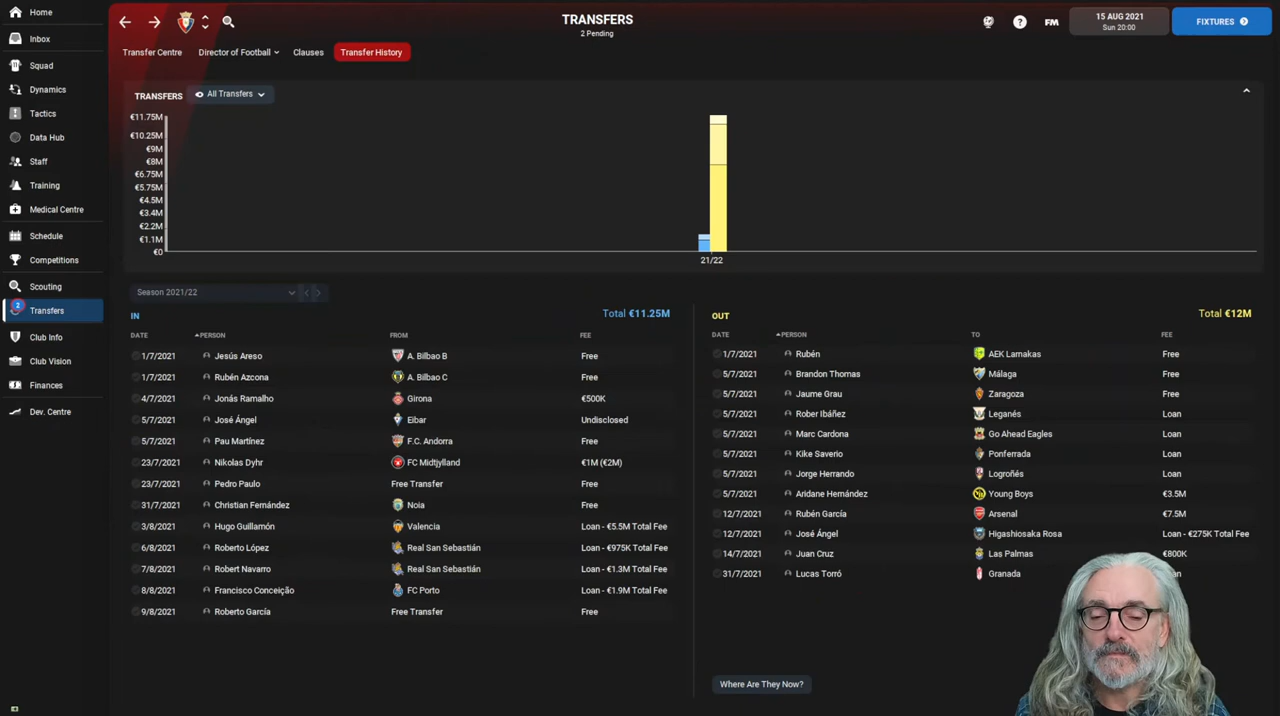 Home
Inbox
Squad
Dynamics
Tactics
Data Hub
Staff
Training
Medical Centre
Schedule
Competitions
Scouting
2
Transfers
Club Info
Club Vision
Finances
Dev. Centre
TRANSFERS
2 Pending
?
FM
15 AUG 2021
Sun 20:00
FIXTURES
Transfer Centre
Director of Football
Clauses
Transfer History
TRANSFERS
All Transfers
€11.75M
€10.25M
€9M
€8M
€6.75M
€5.75M
€4.5M
€3.4M
€2.2M
€1.1M
€0
21/22
Season 2021/22
IN Total €11.25M
DATE PERSON FROM FEE
1/7/2021 Jesús Areso A. Bilbao B Free
1/7/2021 Rubén Azcona A. Bilbao C Free
4/7/2021 Jonás Ramalho Girona €500K
5/7/2021 José Ángel Eibar Undisclosed
5/7/2021 Pau Martínez F.C. Andorra Free
23/7/2021 Nikolas Dyhr FC Midtjylland €1M (€2M)
23/7/2021 Pedro Paulo Free Transfer Free
31/7/2021 Christian Fernández Noia Free
3/8/2021 Hugo Guillamón Valencia Loan - €5.5M Total Fee
6/8/2021 Roberto López Real San Sebastián Loan - €975K Total Fee
7/8/2021 Robert Navarro Real San Sebastián Loan - €1.3M Total Fee
8/8/2021 Francisco Conceição FC Porto Loan - €1.9M Total Fee
9/8/2021 Roberto García Free Transfer Free
OUT Total €12M
DATE PERSON TO FEE
1/7/2021 Rubén AEK Larnakas Free
5/7/2021 Brandon Thomas Málaga Free
5/7/2021 Jaume Grau Zaragoza Free
5/7/2021 Rober Ibáñez Leganés Loan
5/7/2021 Marc Cardona Go Ahead Eagles Loan
5/7/2021 Kike Saverio Ponferrada Loan
5/7/2021 Jorge Herrando Logroñés Loan
5/7/2021 Aridane Hernández Young Boys €3.5M
12/7/2021 Rubén García Arsenal €7.5M
12/7/2021 José Ángel Higashiosaka Rosa Loan - €275K Total Fee
14/7/2021 Juan Cruz Las Palmas €800K
31/7/2021 Lucas Torró Granada
Where Are They Now?